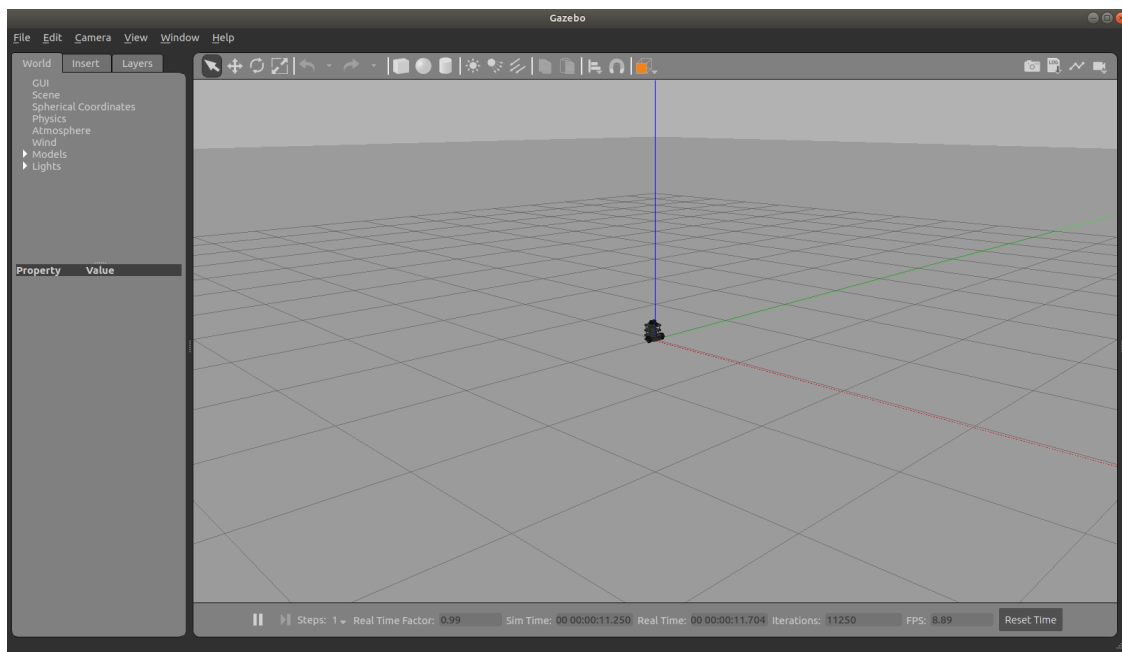 Gazebo
File Edit Camera View Window Help
World Insert Layers
GUI
Scene
Spherical Coordinates
Physics
Atmosphere
Wind
Models
Lights
Property Value
LOG
Steps: 1 Real Time Factor: 0.99 Sim Time: 00 00:00:11.250 Real Time: 00 00:00:11.704 Iterations: 11250 FPS: 8.89 Reset Time